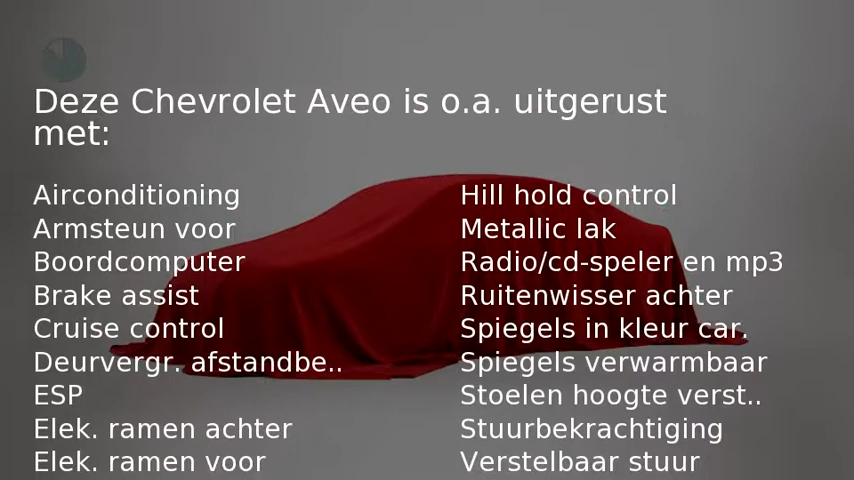 Deze Chevrolet Aveo is o.a. uitgerust
met:
Airconditioning
Armsteun voor
Boordcomputer
Brake assist
Cruise control
Deurvergr. afstandbe..
ESP
Elek. ramen achter
Elek. ramen voor
Hill hold control
Metallic lak
Radio/cd-speler en mp3
Ruitenwisser achter
Spiegels in kleur car.
Spiegels verwarmbaar
Stoelen hoogte verst..
Stuurbekrachtiging
Verstelbaar stuur